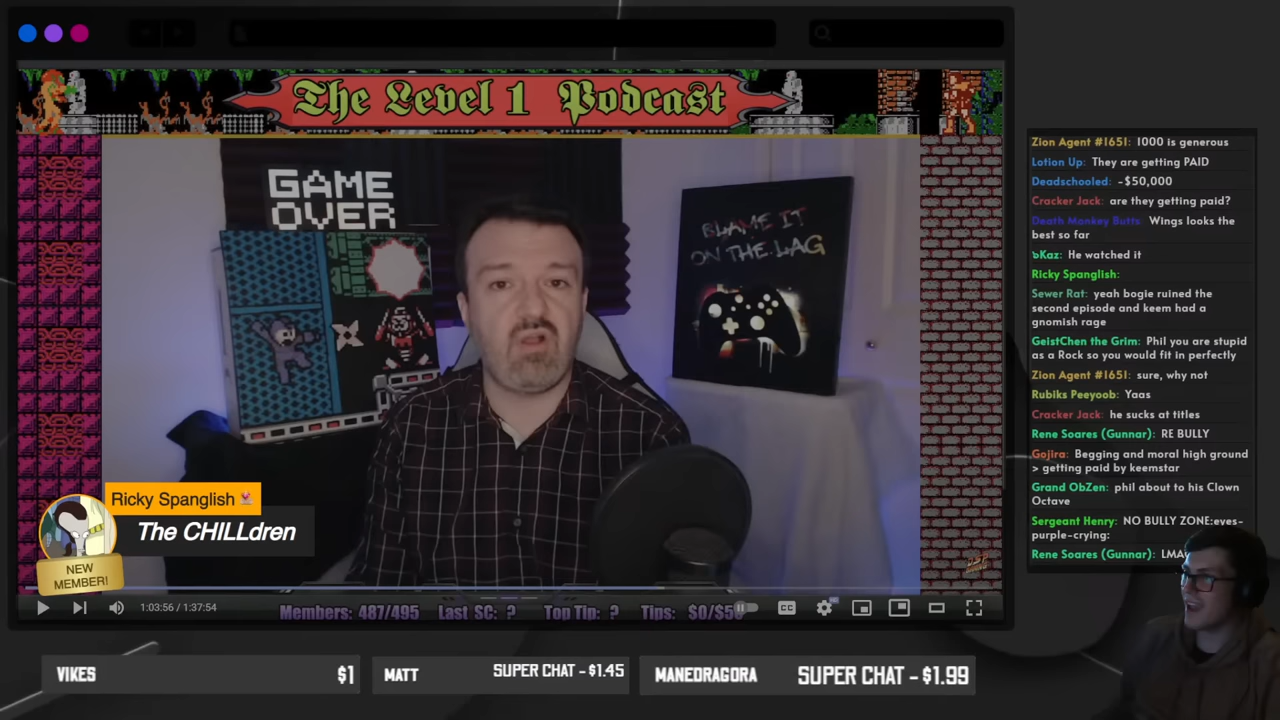 The Level 1 Podcast
GAME
OVER
BLAME IT
ON THE LAG
Ricky Spanglish
The CHILLdren
NEW
MEMBER!
1:03:56 / 1:37:54
Members: 487/495 Last SC: ? Top Tip: ? Tips: $0/$50
CC
Zion Agent #1651: 1000 is generous
Lotion Up: They are getting PAID
Deadschooled: -$50,000
Cracker Jack: are they getting paid?
Death Monkey Butts: Wings looks the
best so far
Kaz: He watched it
Ricky Spanglish:
Sewer Rat: yeah bogie ruined the
second episode and keem had a
gnomish rage
GeistChen the Grim: Phil you are stupid
as a Rock so you would fit in perfectly
Zion Agent #1651: sure, why not
Rubiks Peeyoob: Yaas
Cracker Jack: he sucks at titles
Rene Soares (Gunnar): RE BULLY
Gojira: Begging and moral high ground
> getting paid by keemstar
Grand ObZen: phil about to his Clown
Octave
Sergeant Henry: NO BULLY ZONE:eyes-
purple-crying:
Rene Soares (Gunnar):
VIKES $1
MATT SUPER CHAT - $1.45
MANEDRAGORA SUPER CHAT - $1.99